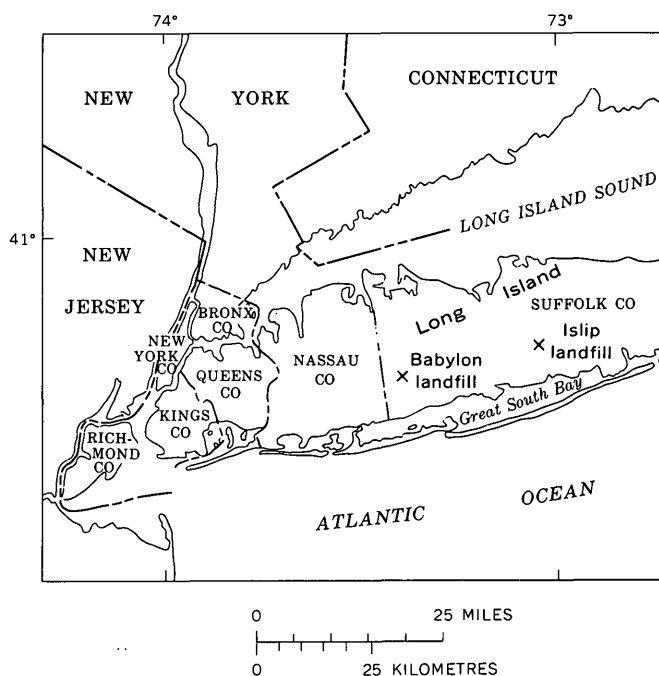 74°
73°
NEW
YORK
CONNECTICUT
LONG ISLAND SOUND
41°
NEW
JERSEY
BRONX
CO
NEW
YORK
CO
QUEENS
CO
NASSAU
CO
Long Island
SUFFOLK CO
Islip
landfill
Babylon
landfill
KINGS
CO
Great South Bay
RICH-
MOND
CO
ATLANTIC OCEAN
0 25 MILES
0 25 KILOMETRES